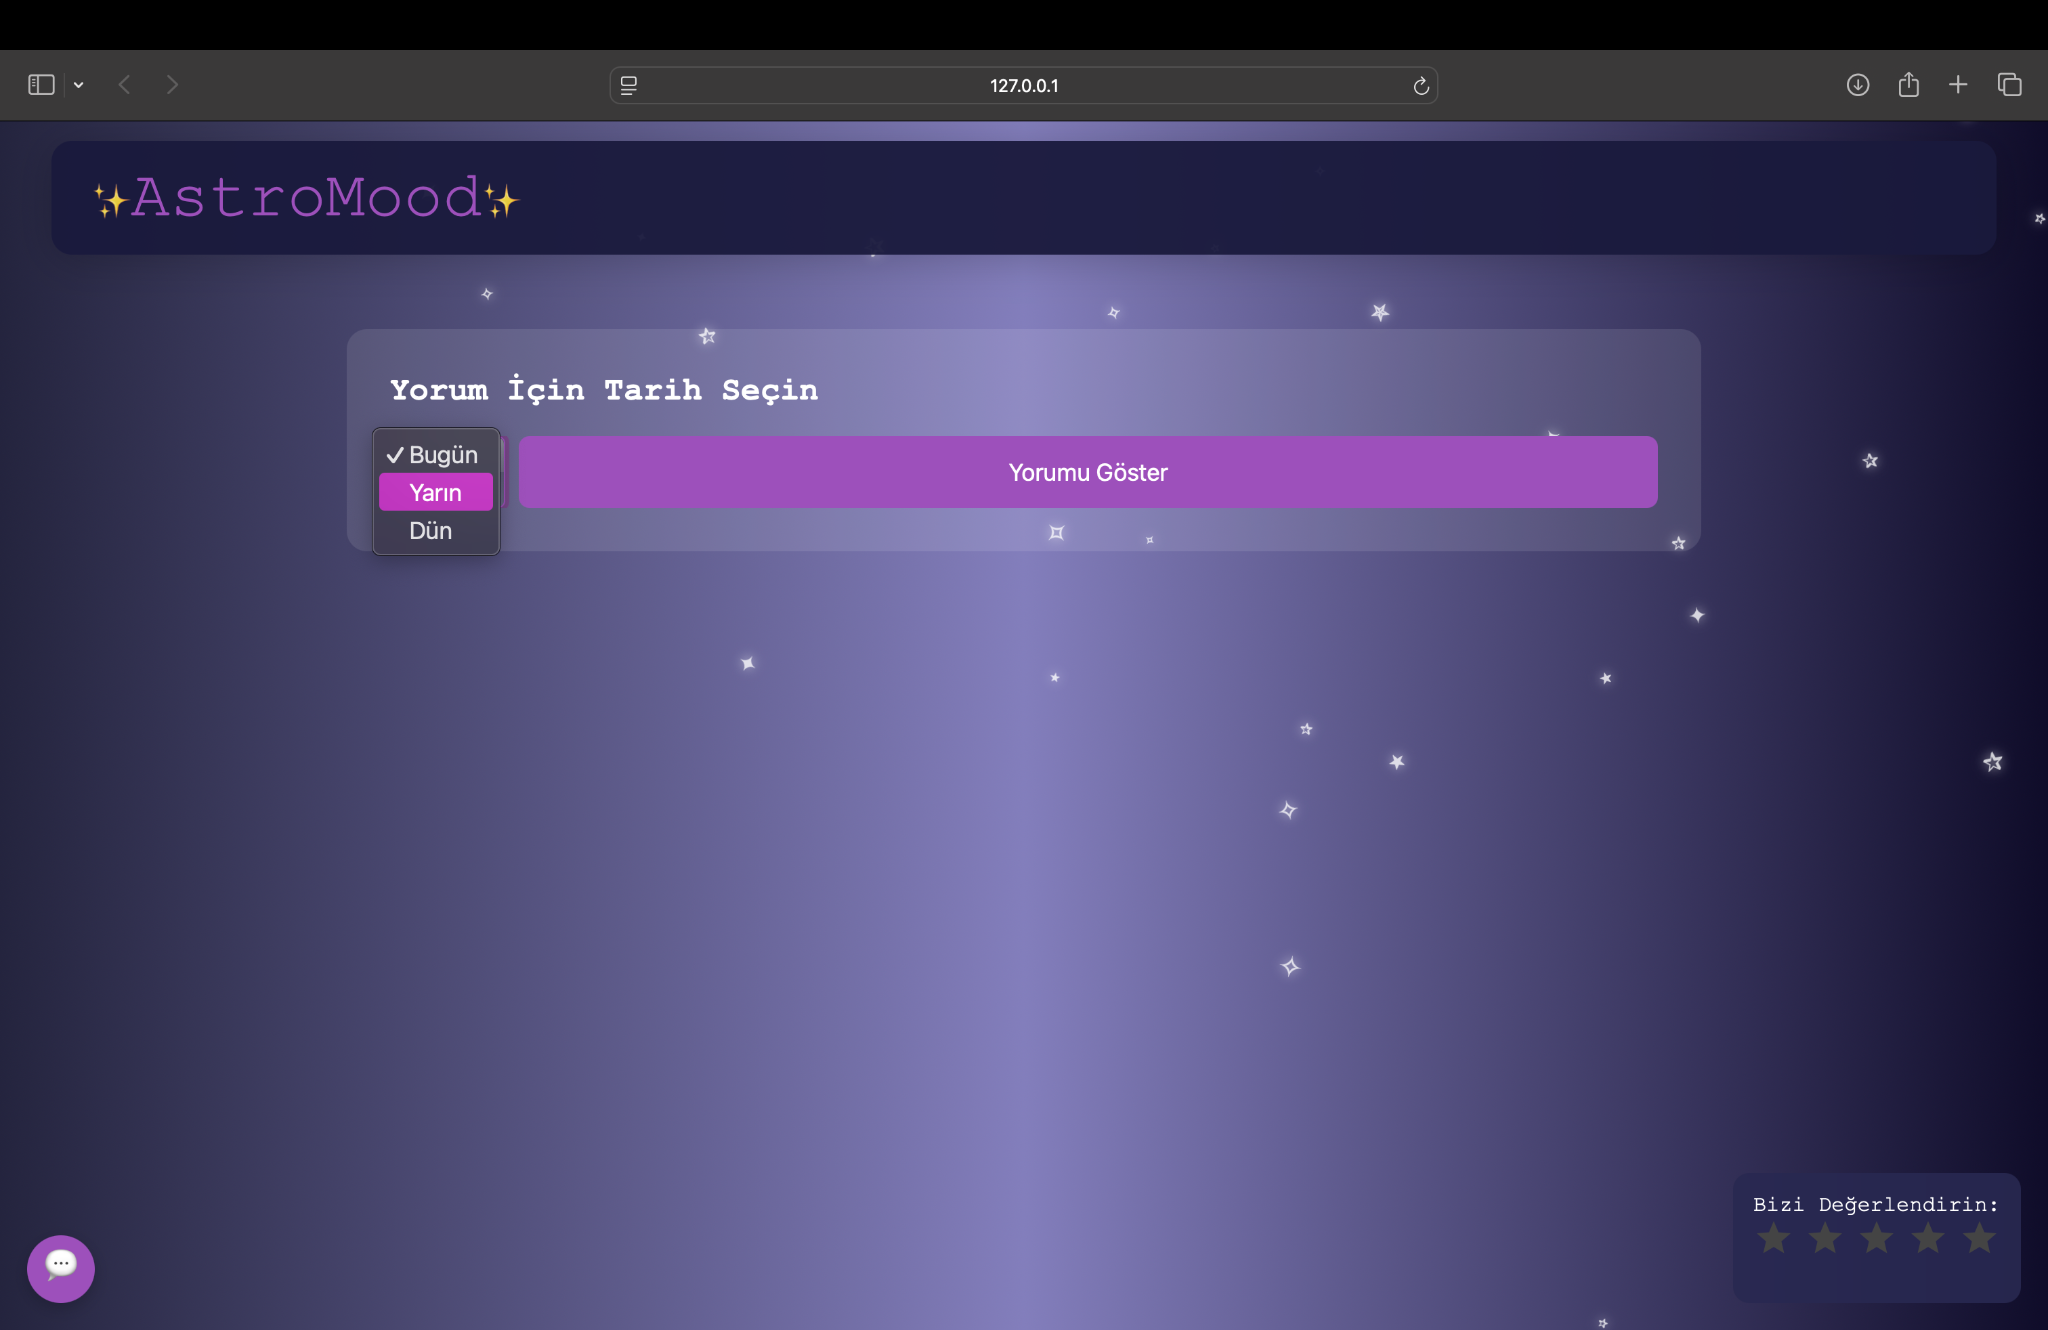 127.0.0.1
✨AstroMood✨
Yorum İçin Tarih Seçin
✓ Bugün
Yarın
Dün
Yorumu Göster
Bizi Değerlendirin: